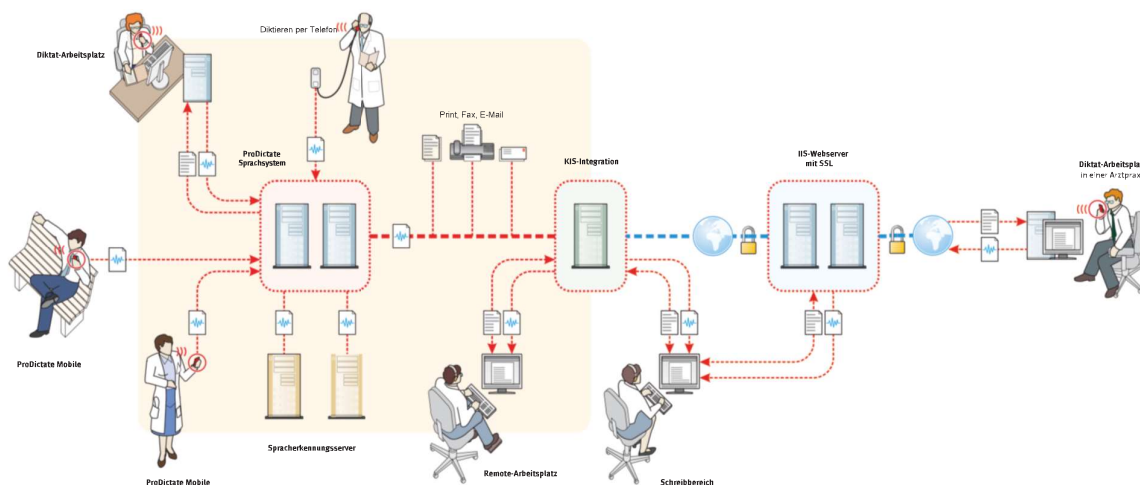 Diktat-Arbeitsplatz
Diktieren per Telefon
Print, Fax, E-Mail
ProDictate
Sprachsystem
KIS-Integration
IIS-Webserver
mit SSL
Diktat-Arbeitspla
in einer Arztprax
ProDictate Mobile
ProDictate Mobile
Spracherkennungsserver
Remote-Arbeitsplatz
Schreibbereich